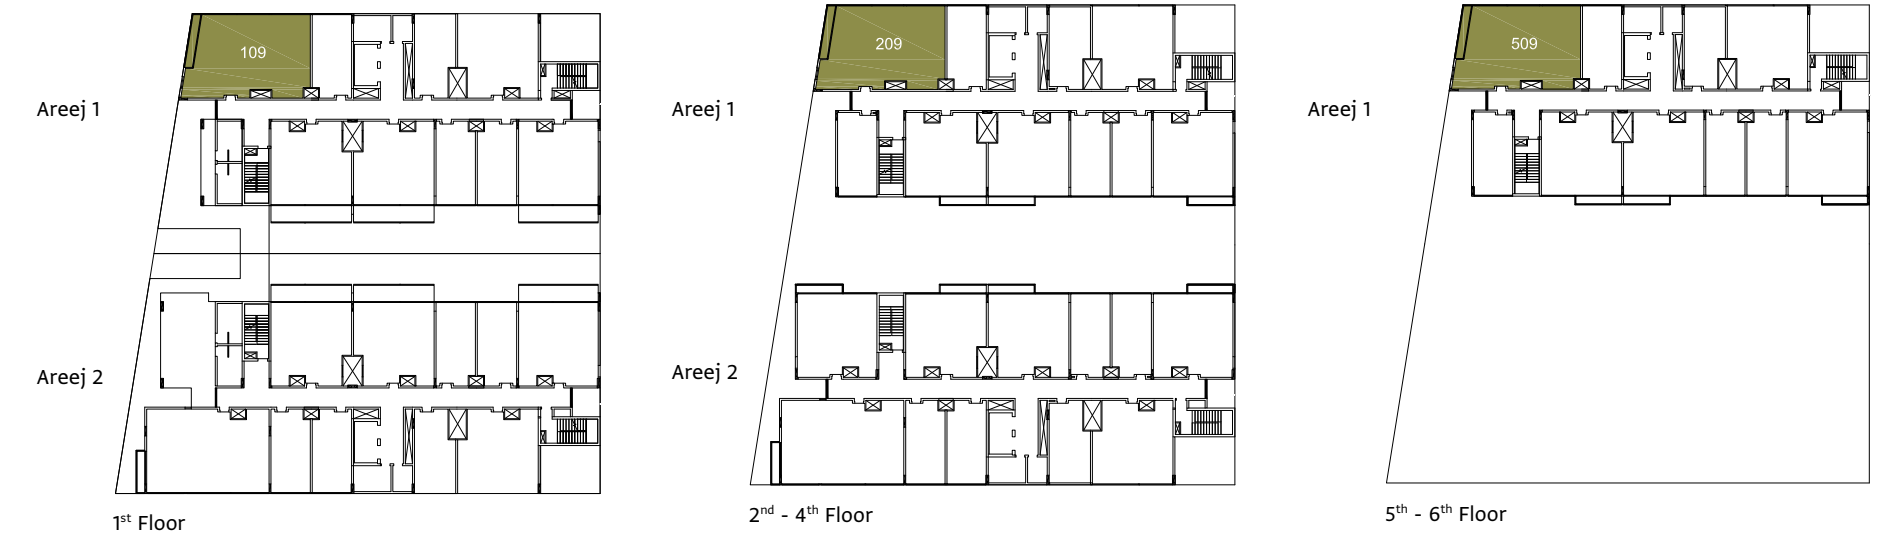 109
Areej 1
Areej 2
1st Floor
209
Areej 1
Areej 2
2nd - 4th Floor
509
Areej 1
5th - 6th Floor